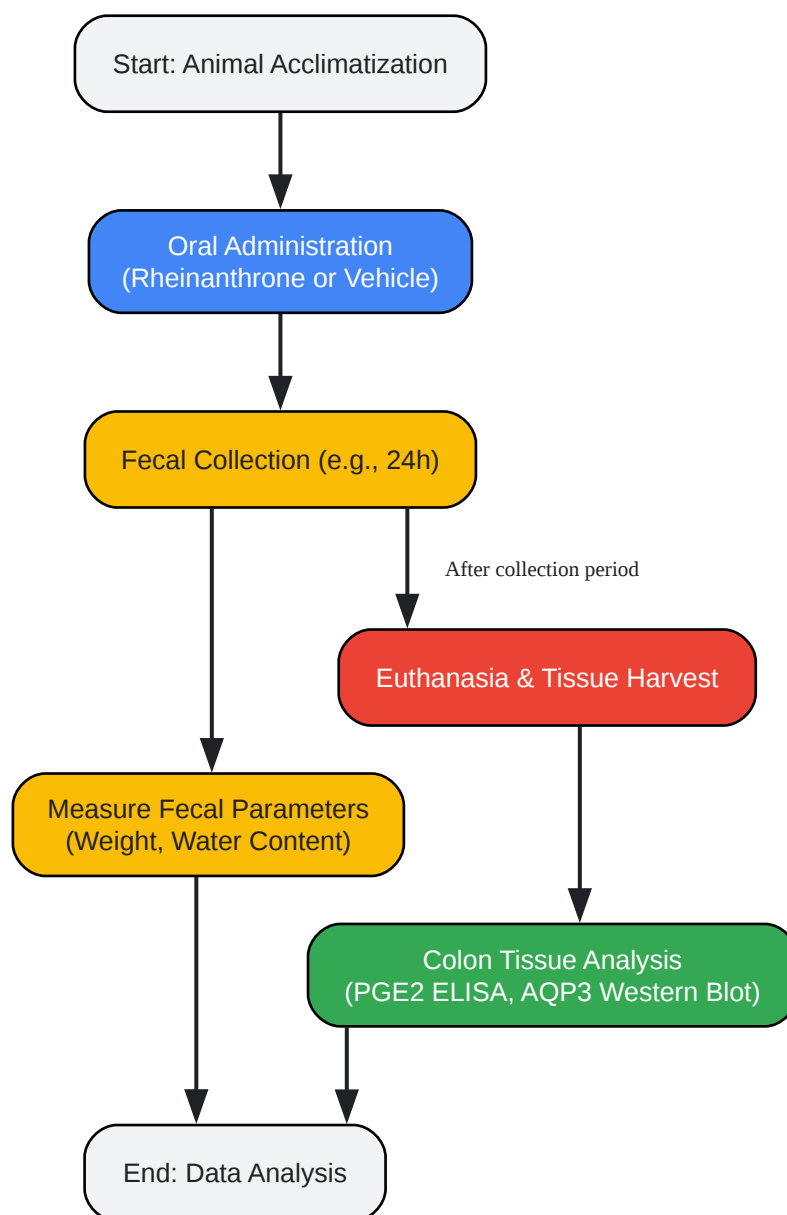 Start: Animal Acclimatization
Oral Administration
(Rheinanthrone or Vehicle)
Fecal Collection (e.g., 24h)
After collection period
Euthanasia & Tissue Harvest
Measure Fecal Parameters
(Weight, Water Content)
Colon Tissue Analysis
(PGE2 ELISA, AQP3 Western Blot)
End: Data Analysis